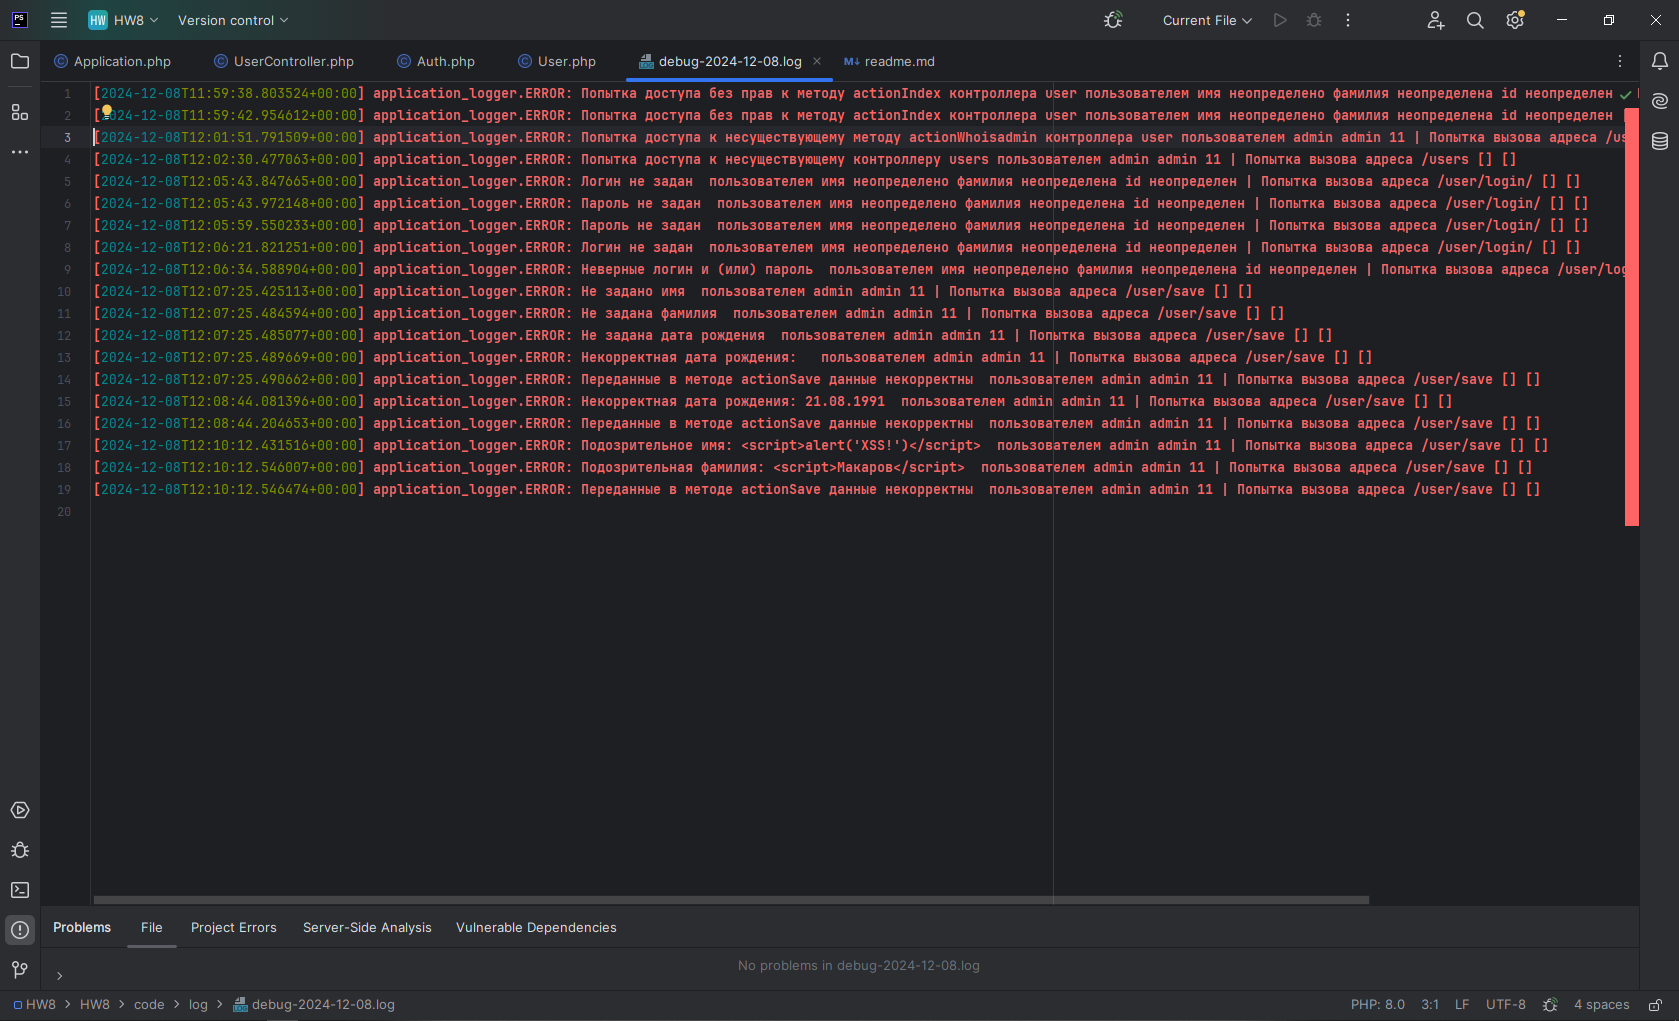 PS HW HW8 Version control Current File
Application.php UserController.php Auth.php User.php debug-2024-12-08.log readme.md
1 [2024-12-08T11:59:38.803524+00:00] application_logger.ERROR: Попытка доступа без прав к методу actionIndex контроллера user пользователем имя неопределено фамилия неопределена id неопределен
2 [2024-12-08T11:59:42.954612+00:00] application_logger.ERROR: Попытка доступа без прав к методу actionIndex контроллера user пользователем имя неопределено фамилия неопределена id неопределен
3 [2024-12-08T12:01:51.791509+00:00] application_logger.ERROR: Попытка доступа к несуществующему методу actionWhoisadmin контроллера user пользователем admin admin 11 | Попытка вызова адреса /us
4 [2024-12-08T12:02:30.477063+00:00] application_logger.ERROR: Попытка доступа к несуществующему контроллеру users пользователем admin admin 11 | Попытка вызова адреса /users [] []
5 [2024-12-08T12:05:43.847665+00:00] application_logger.ERROR: Логин не задан  пользователем имя неопределено фамилия неопределена id неопределен | Попытка вызова адреса /user/login/ [] []
6 [2024-12-08T12:05:43.972148+00:00] application_logger.ERROR: Пароль не задан  пользователем имя неопределено фамилия неопределена id неопределен | Попытка вызова адреса /user/login/ [] []
7 [2024-12-08T12:05:59.550233+00:00] application_logger.ERROR: Пароль не задан  пользователем имя неопределено фамилия неопределена id неопределен | Попытка вызова адреса /user/login/ [] []
8 [2024-12-08T12:06:21.821251+00:00] application_logger.ERROR: Логин не задан  пользователем имя неопределено фамилия неопределена id неопределен | Попытка вызова адреса /user/login/ [] []
9 [2024-12-08T12:06:34.588904+00:00] application_logger.ERROR: Неверные логин и (или) пароль  пользователем имя неопределено фамилия неопределена id неопределен | Попытка вызова адреса /user/log
10 [2024-12-08T12:07:25.425113+00:00] application_logger.ERROR: Не задано имя  пользователем admin admin 11 | Попытка вызова адреса /user/save [] []
11 [2024-12-08T12:07:25.484594+00:00] application_logger.ERROR: Не задана фамилия  пользователем admin admin 11 | Попытка вызова адреса /user/save [] []
12 [2024-12-08T12:07:25.485077+00:00] application_logger.ERROR: Не задана дата рождения  пользователем admin admin 11 | Попытка вызова адреса /user/save [] []
13 [2024-12-08T12:07:25.489669+00:00] application_logger.ERROR: Некорректная дата рождения:   пользователем admin admin 11 | Попытка вызова адреса /user/save [] []
14 [2024-12-08T12:07:25.490662+00:00] application_logger.ERROR: Переданные в методе actionSave данные некорректны  пользователем admin admin 11 | Попытка вызова адреса /user/save [] []
15 [2024-12-08T12:08:44.081396+00:00] application_logger.ERROR: Некорректная дата рождения: 21.08.1991  пользователем admin admin 11 | Попытка вызова адреса /user/save [] []
16 [2024-12-08T12:08:44.204653+00:00] application_logger.ERROR: Переданные в методе actionSave данные некорректны  пользователем admin admin 11 | Попытка вызова адреса /user/save [] []
17 [2024-12-08T12:10:12.431516+00:00] application_logger.ERROR: Подозрительное имя: <script>alert('XSS!')</script>  пользователем admin admin 11 | Попытка вызова адреса /user/save [] []
18 [2024-12-08T12:10:12.546007+00:00] application_logger.ERROR: Подозрительная фамилия: <script>Макаров</script>  пользователем admin admin 11 | Попытка вызова адреса /user/save [] []
19 [2024-12-08T12:10:12.546474+00:00] application_logger.ERROR: Переданные в методе actionSave данные некорректны  пользователем admin admin 11 | Попытка вызова адреса /user/save [] []
20
Problems File Project Errors Server-Side Analysis Vulnerable Dependencies
No problems in debug-2024-12-08.log
HW8 > HW8 > code > log > debug-2024-12-08.log PHP: 8.0 3:1 LF UTF-8 4 spaces